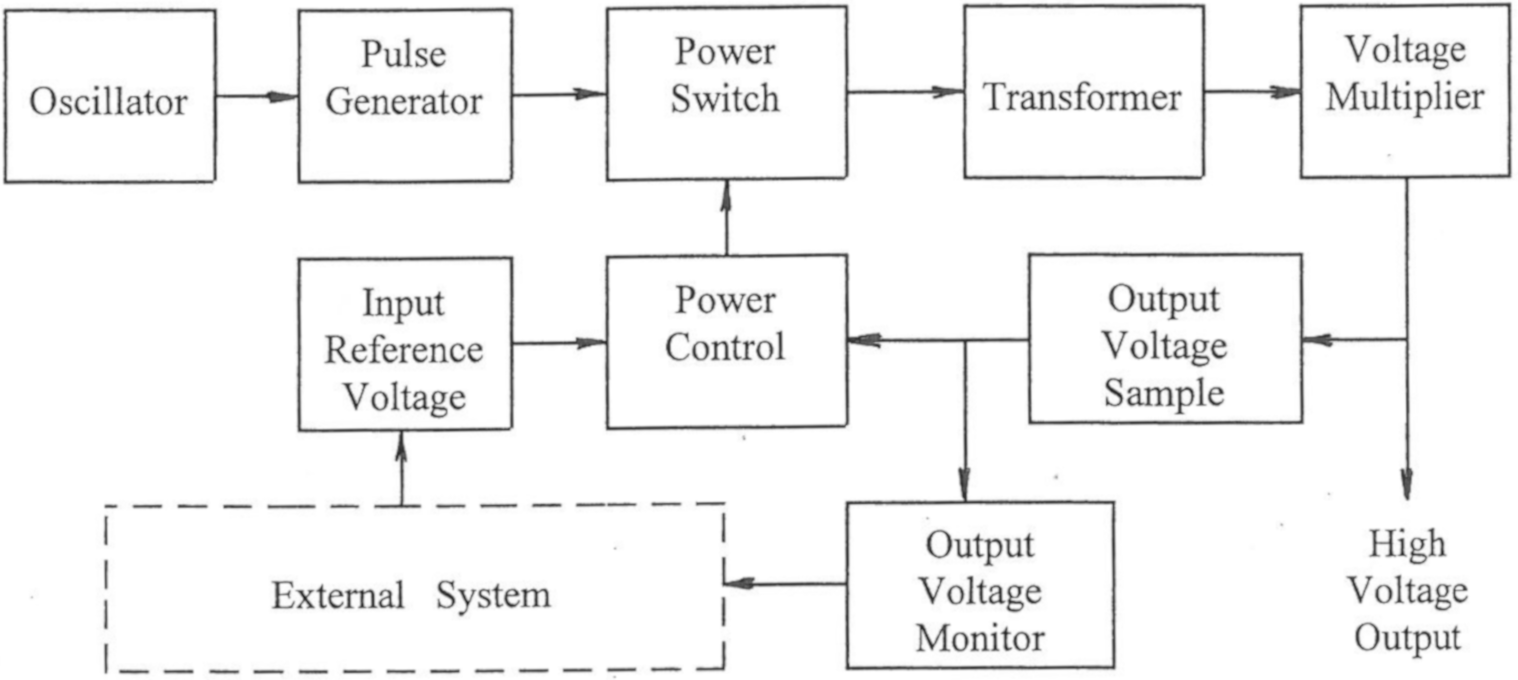 Oscillator
Pulse
Generator
Power
Switch
Transformer
Voltage
Multiplier
Input
Reference
Voltage
Power
Control
Output
Voltage
Sample
External System
Output
Voltage
Monitor
High
Voltage
Output